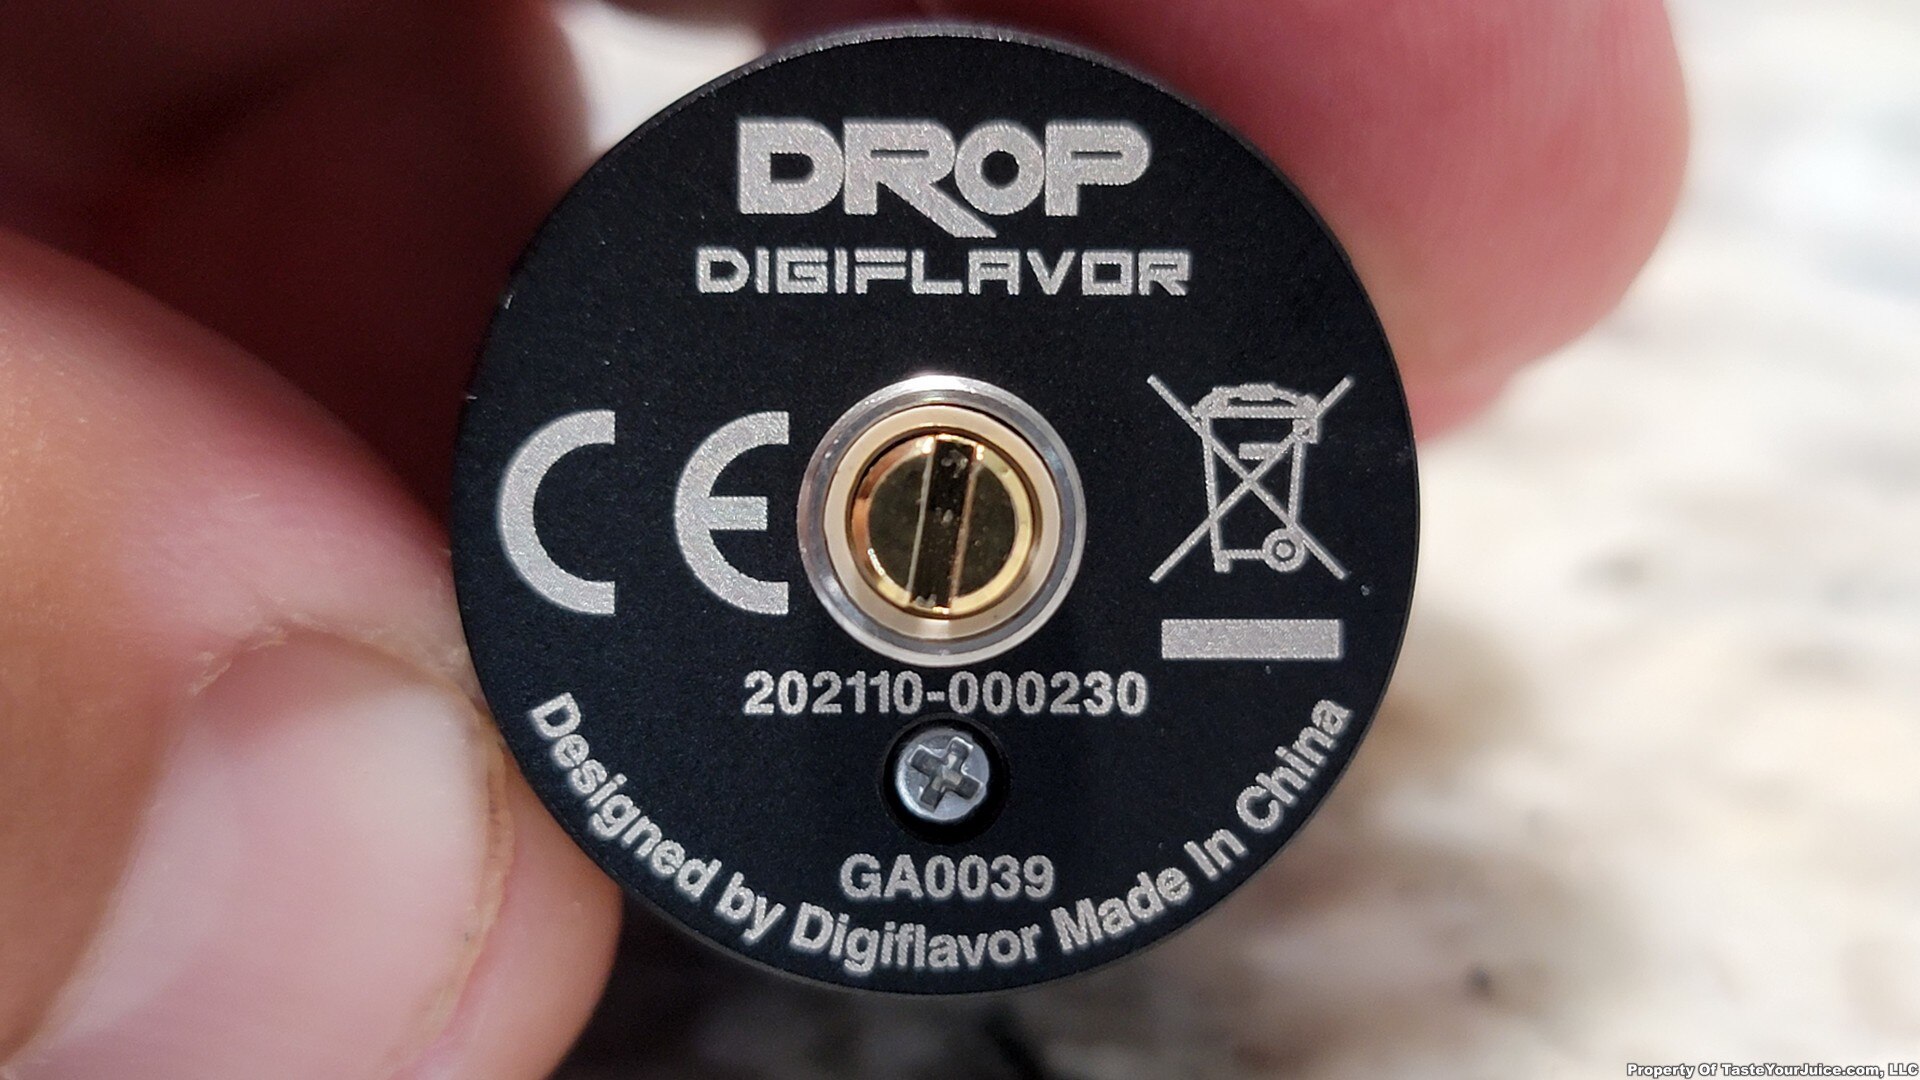 DROP
DIGIFLAVOR
CE
202110-000230
GA0039
Designed by Digiflavor Made In China
Property Of TasteYourJuice.com, LLC